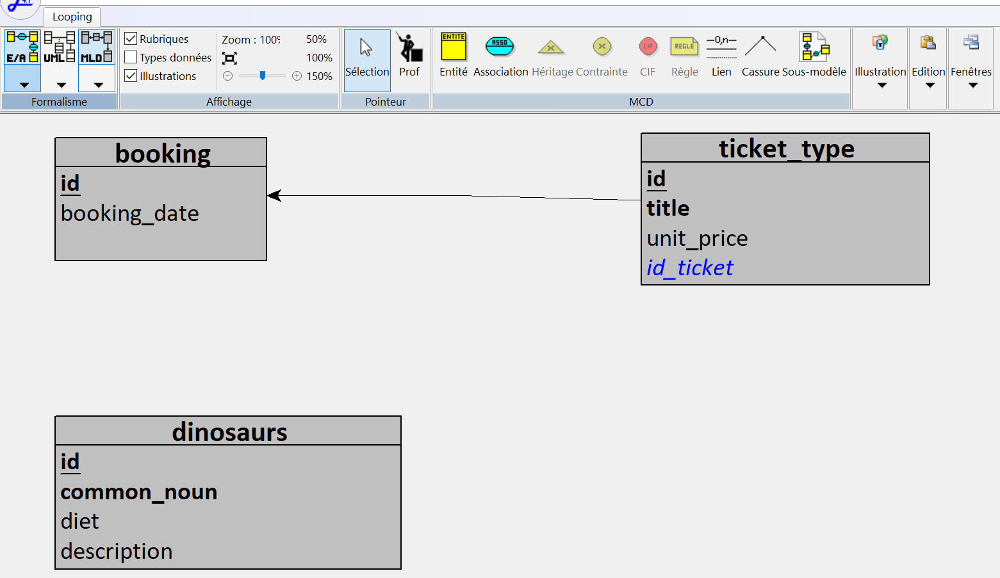 4.1
Looping
E/A UML MLD
Formalisme
Rubriques
Types données
Illustrations
Zoom : 100%
50%
100%
150%
Affichage
Sélection Prof
Pointeur
ENTITE
ASSO
CIF
REGLE
—0,n—
Entité Association Héritage Contrainte CIF Règle Lien Cassure Sous-modèle
MCD
Illustration
Edition
Fenêtres
booking
id
booking_date
ticket_type
id
title
unit_price
id_ticket
dinosaurs
id
common_noun
diet
description